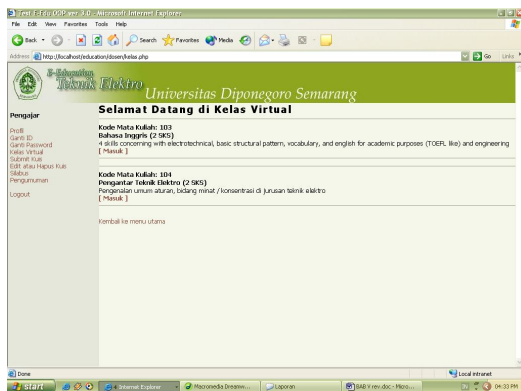 Test E-Edu OSIP ver 3.0 - Microsoft Internet Explorer
File Edit View Favorites Tools Help
Back Search Favorites Media
Address http://localhost/education/dosen/kelas.php Go Links
E-Education
Teknik Elektro
Universitas Diponegoro Semarang
Pengajar
Profil
Ganti ID
Ganti Password
Kelas Virtual
Submit Kuis
Edit atau Hapus Kuis
Silabus
Pengumuman
Logout
Selamat Datang di Kelas Virtual
Kode Mata Kuliah: 103
Bahasa Inggris (2 SKS)
4 skills concerning with electrotechnical, basic structural pattern, vocabulary, and english for academic purposes (TOEFL like) and engineering
[ Masuk ]
Kode Mata Kuliah: 104
Pengantar Teknik Elektro (2 SKS)
Pengenalan umum aturan, bidang minat / konsentrasi di jurusan teknik elektro
[ Masuk ]
Kembali ke menu utama
Done Local intranet
start 4 Internet Explorer Macromedia Dreamw... Laporan BAB V rev.doc - Micro... IN 04:33 PM